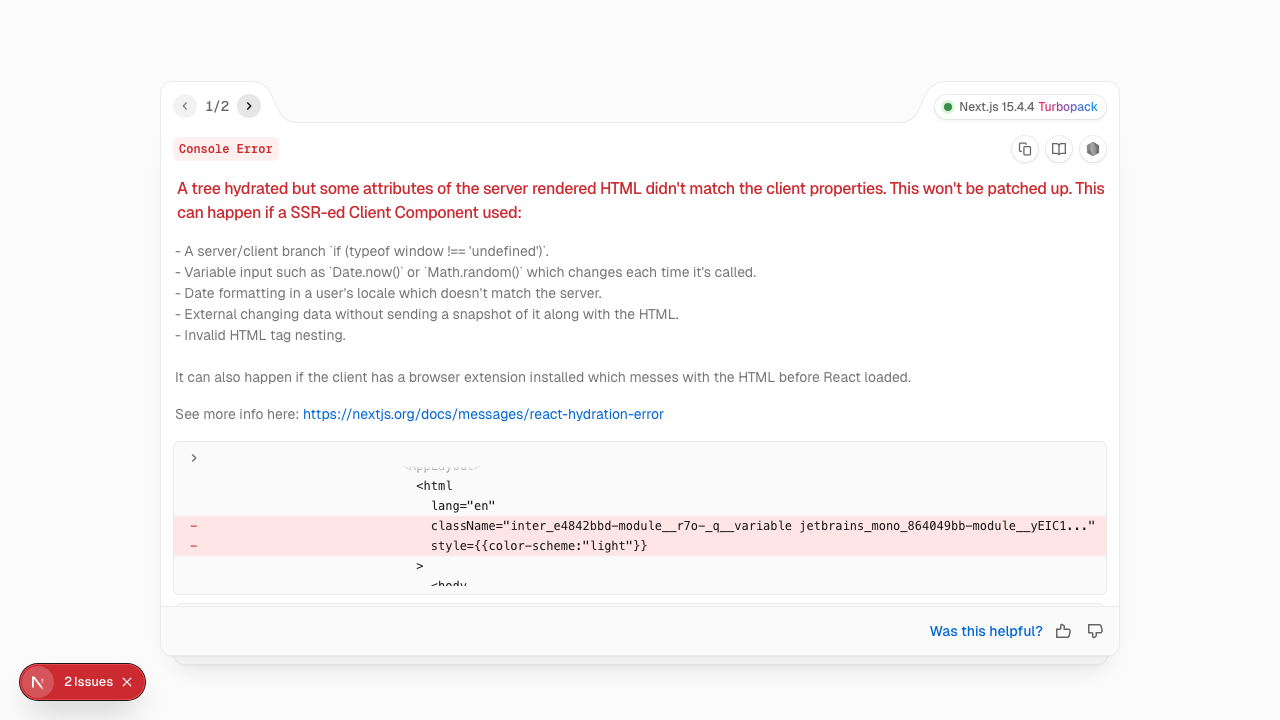 1/2
Next.js 15.4.4 Turbopack
Console Error
A tree hydrated but some attributes of the server rendered HTML didn't match the client properties. This won't be patched up. This
can happen if a SSR-ed Client Component used:
- A server/client branch `if (typeof window !== 'undefined')`.
- Variable input such as `Date.now()` or `Math.random()` which changes each time it's called.
- Date formatting in a user's locale which doesn't match the server.
- External changing data without sending a snapshot of it along with the HTML.
- Invalid HTML tag nesting.
It can also happen if the client has a browser extension installed which messes with the HTML before React loaded.
See more info here: https://nextjs.org/docs/messages/react-hydration-error
<AppLayout>
<html
lang="en"
- className="inter_e4842bbd-module__r7o-_q__variable jetbrains_mono_864049bb-module__yEIC1..."
- style={{color-scheme:"light"}}
>
<body
Was this helpful?
N 2 Issues